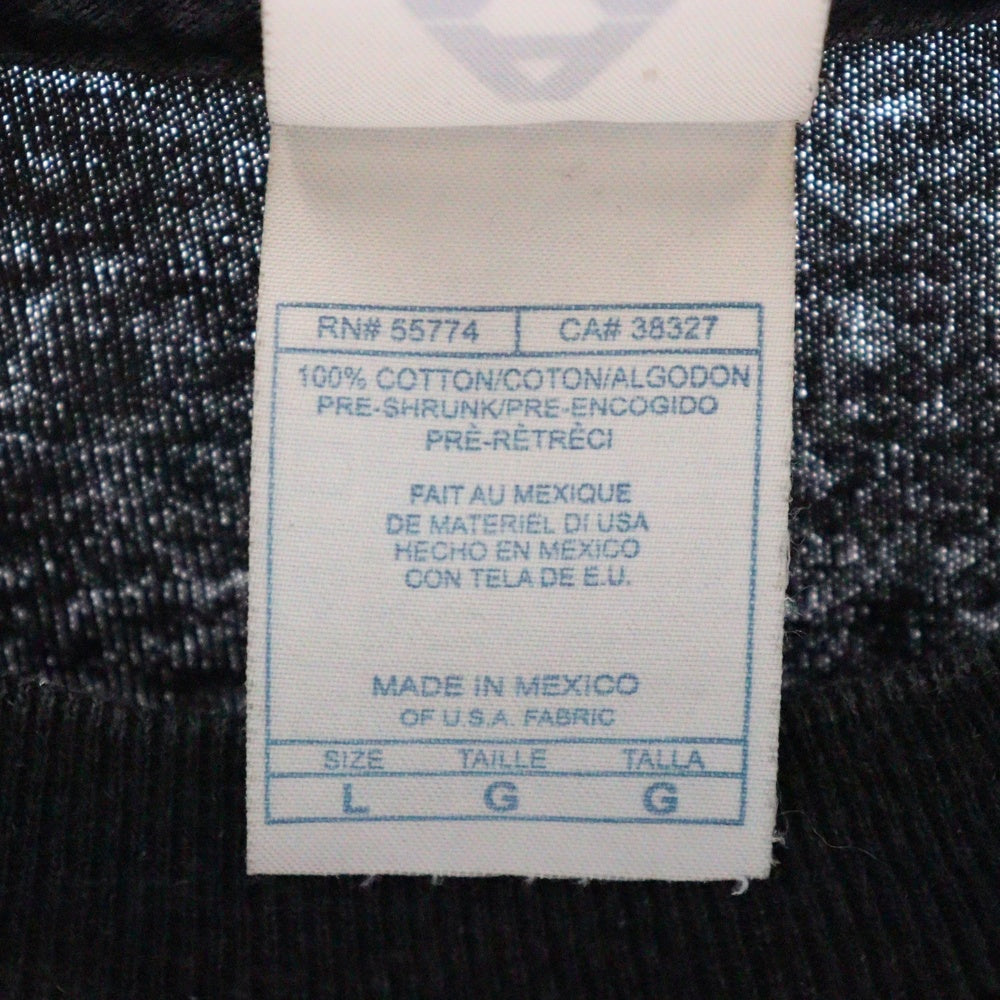 RN# 55774 CA# 38327
100% COTTON/COTON/ALGODON
PRE-SHRUNK/PRE-ENCOGIDO
PRÈ-RÈTRÈCI
FAIT AU MEXIQUE
DE MATERIEL DI USA
HECHO EN MEXICO
CON TELA DE E.U.
MADE IN MEXICO
OF U.S.A. FABRIC
SIZE TAILLE TALLA
L G G